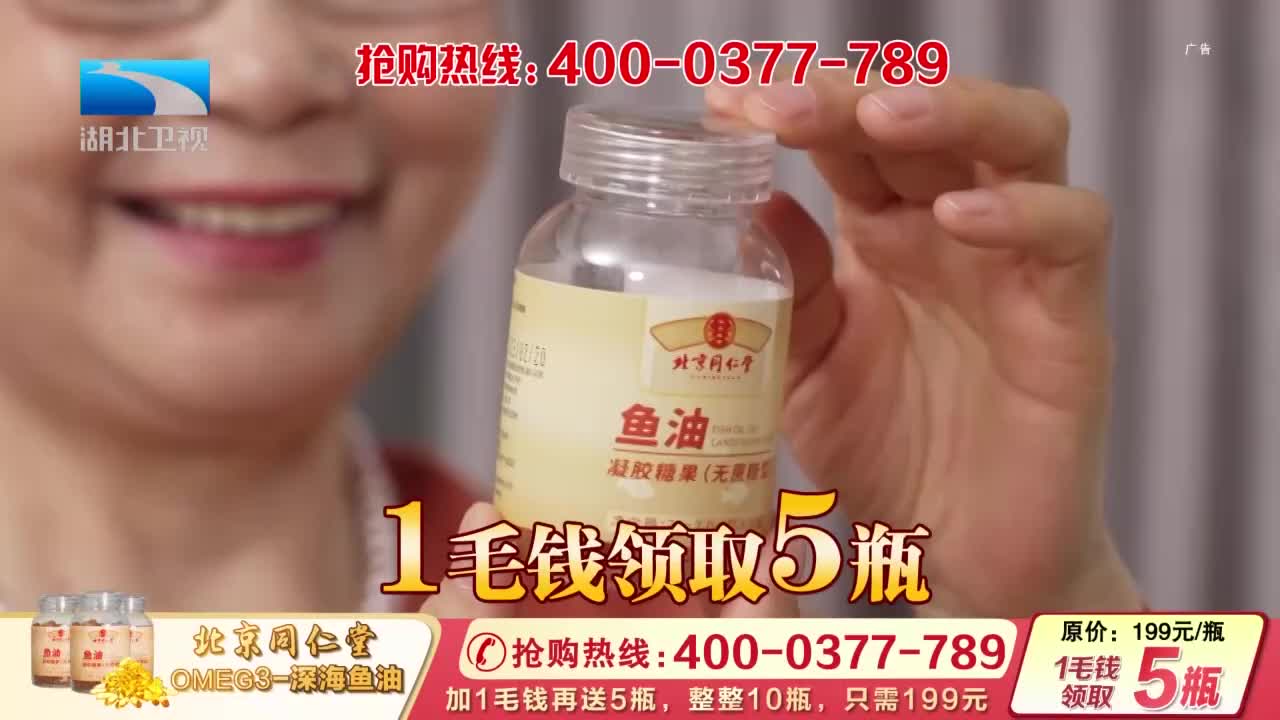 抢购热线:400-0377-789
广告
湖北卫视
北京同仁堂
鱼油
FISH OIL GEL
凝胶糖果(无蔗糖型
1毛钱领取5瓶
北京同仁堂
OMEG3-深海鱼油
抢购热线:400-0377-789
加1毛钱再送5瓶，整整10瓶，只需199元
原价：199元/瓶
1毛钱
领取
5瓶